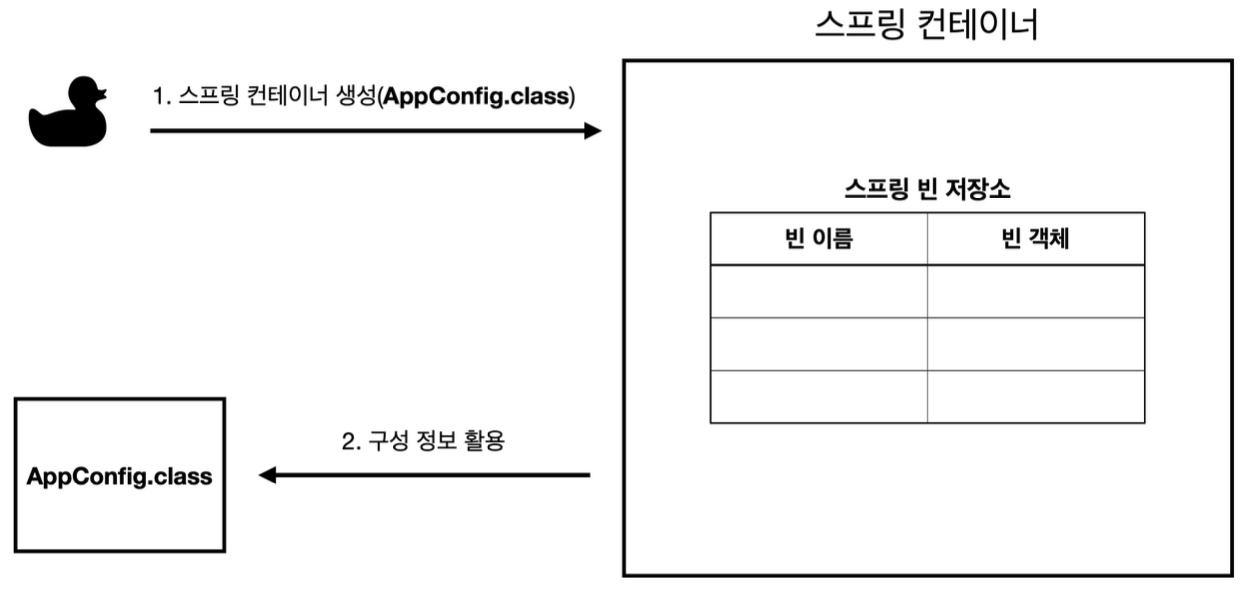 스프링 컨테이너
1. 스프링 컨테이너 생성(AppConfig.class)
스프링 빈 저장소
빈 이름 빈 객체
2. 구성 정보 활용
AppConfig.class